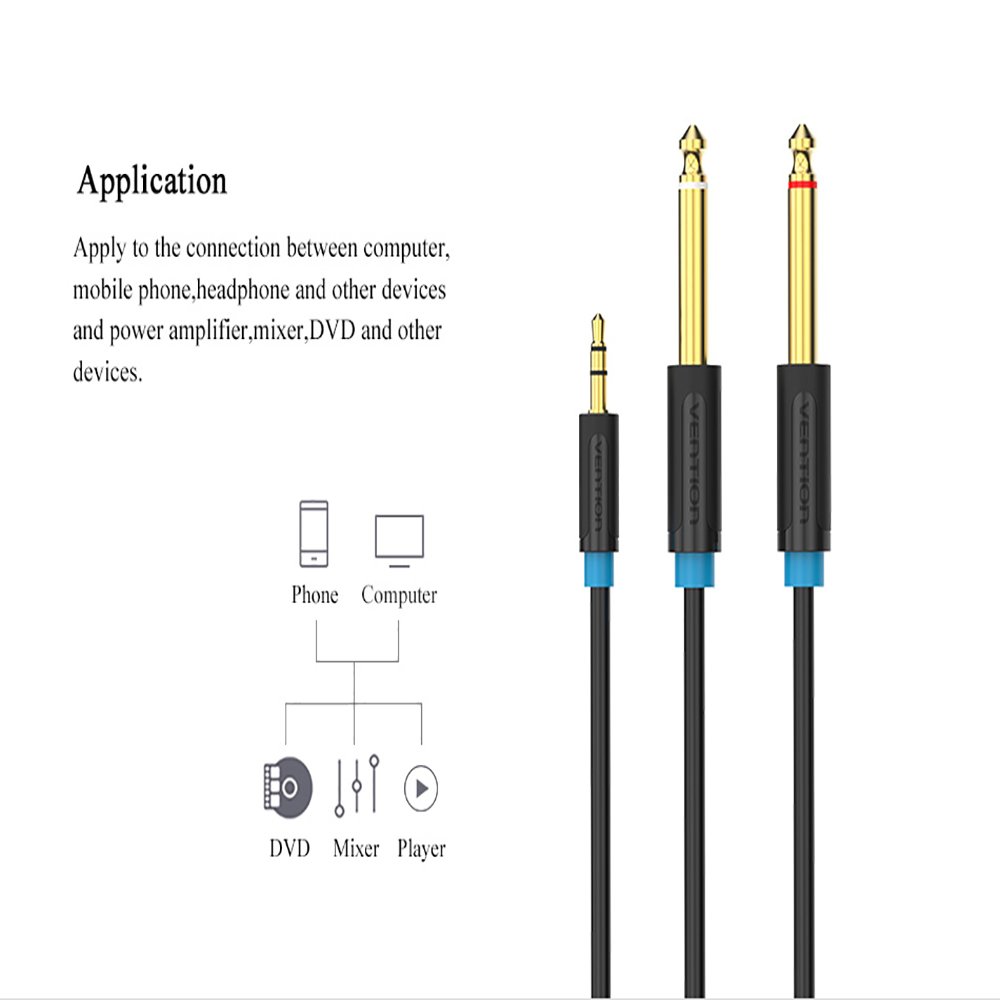 Application
Apply to the connection between computer,
mobile phone,headphone and other devices
and power amplifier,mixer,DVD and other
devices.
Phone Computer
DVD Mixer Player
VENTION
VENTION
VENTION